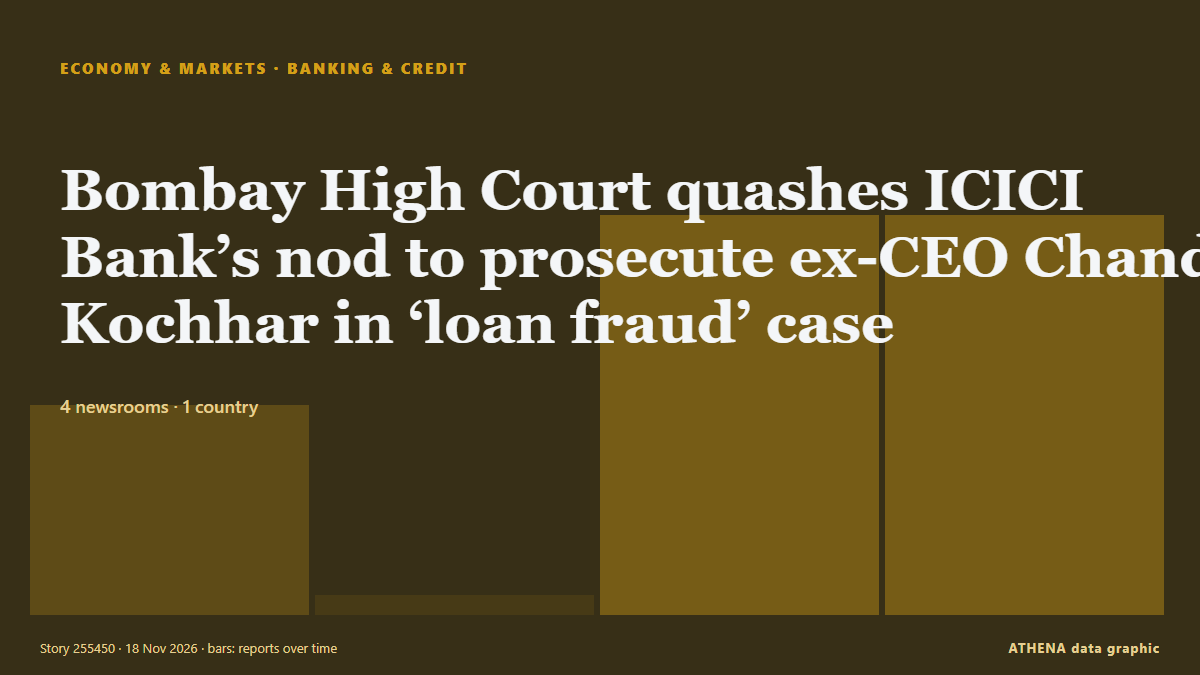 ECONOMY & MARKETS · BANKING & CREDIT
Bombay High Court quashes ICICI
Bank’s nod to prosecute ex-CEO Chand
Kochhar in ‘loan fraud’ case
4 newsrooms · 1 country
Story 255450 · 18 Nov 2026 · bars: reports over time
ATHENA data graphic